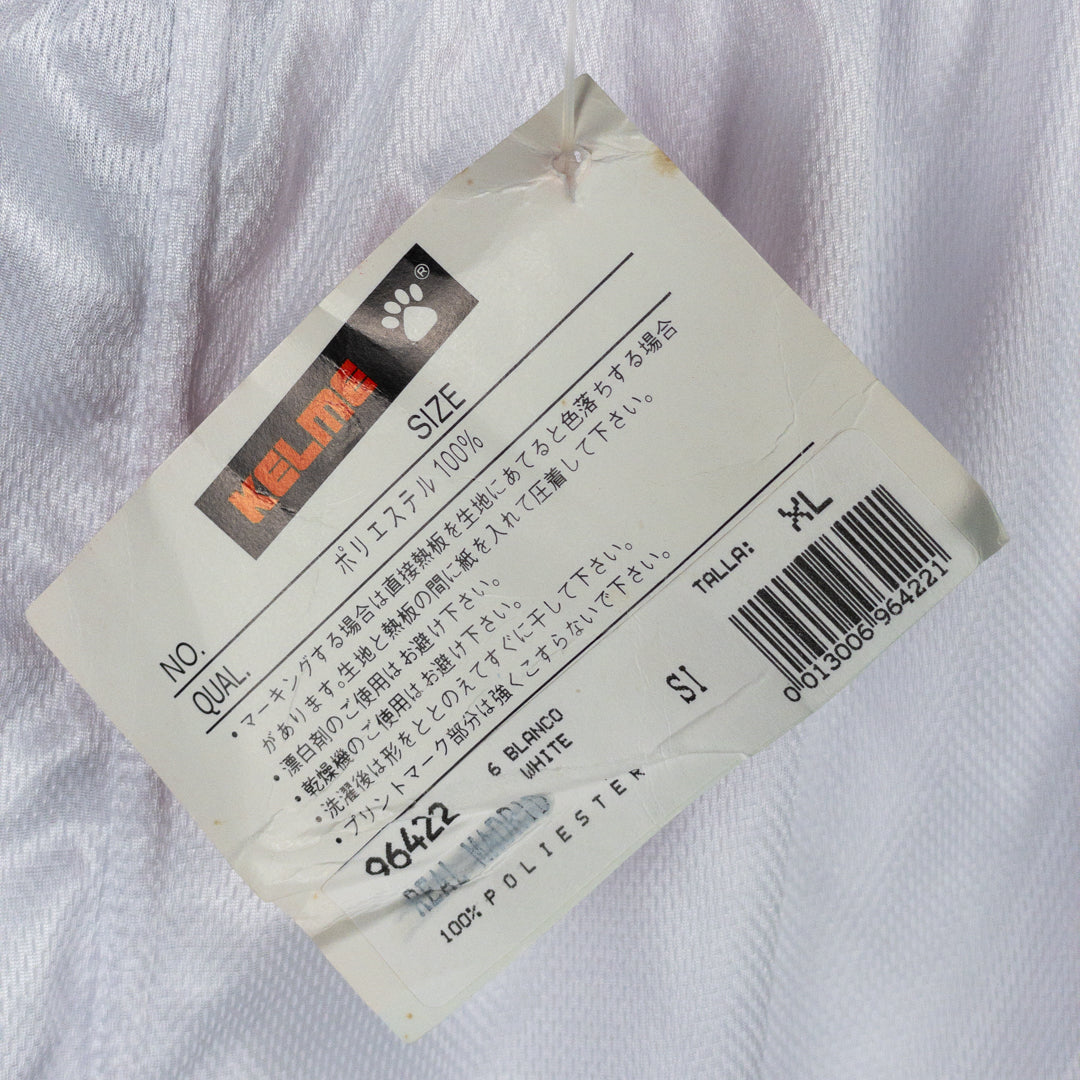 KELME ®
NO.
SIZE
QUAL.
ポリエステル 100%
・マーキングする場合は直接熱板を生地にあてると色落ちする場合
があります。生地と熱板の間に紙を入れて圧着して下さい。
・漂白剤のご使用はお避け下さい。
・乾燥機のご使用はお避け下さい。
・洗濯後は形をととのえてすぐに干して下さい。
・プリントマーク部分は強くこすらないで下さい。
96422
6 BLANCO
WHITE
SI
TALLA: XL
REAL MADRID
100% POLIESTER
0 013006 964221